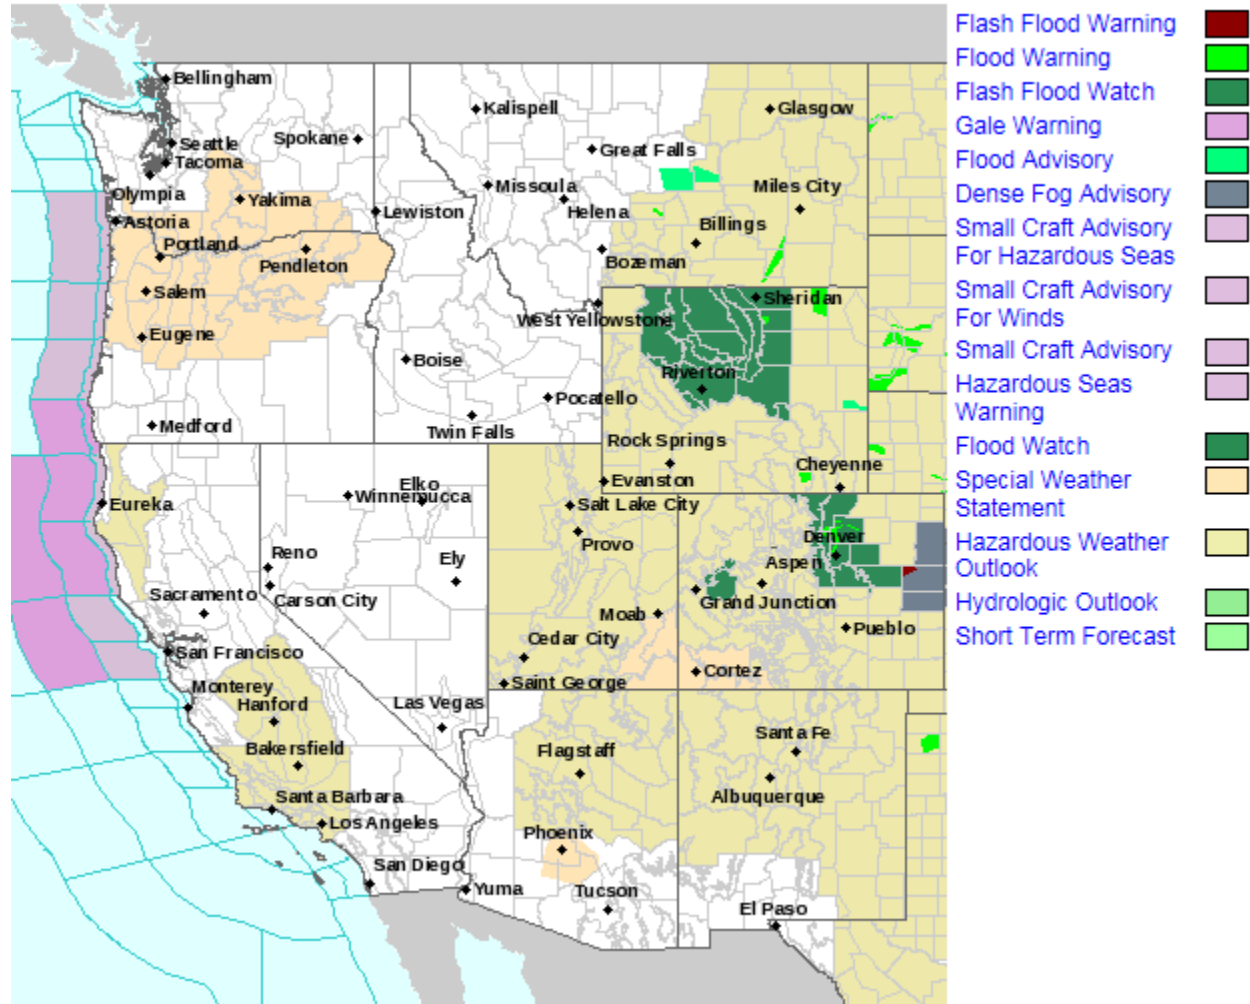 Bellingham
Kalispell
Glasgow
Spokane
Seattle
Great Falls
Tacoma
Missoula
Miles City
Olympia
Yakima
Helena
Lewiston
Astoria
Billings
Portland
Pendleton
Bozeman
Salem
Sheridan
West Yellowstone
Eugene
Boise
Riverton
Pocatello
Medford
Twin Falls
Rock Springs
Cheyenne
Elko
Evanston
Winnemucca
Eureka
Salt Lake City
Provo
Denver
Reno
Ely
Aspen
Carson City
Sacramento
Grand Junction
Moab
Pueblo
Cedar City
San Francisco
Cortez
Saint George
Monterey
Las Vegas
Hanford
Santa Fe
Bakersfield
Flagstaff
Albuquerque
Santa Barbara
Los Angeles
Phoenix
San Diego
Yuma
Tucson
El Paso
Flash Flood Warning
Flood Warning
Flash Flood Watch
Gale Warning
Flood Advisory
Dense Fog Advisory
Small Craft Advisory
For Hazardous Seas
Small Craft Advisory
For Winds
Small Craft Advisory
Hazardous Seas
Warning
Flood Watch
Special Weather
Statement
Hazardous Weather
Outlook
Hydrologic Outlook
Short Term Forecast